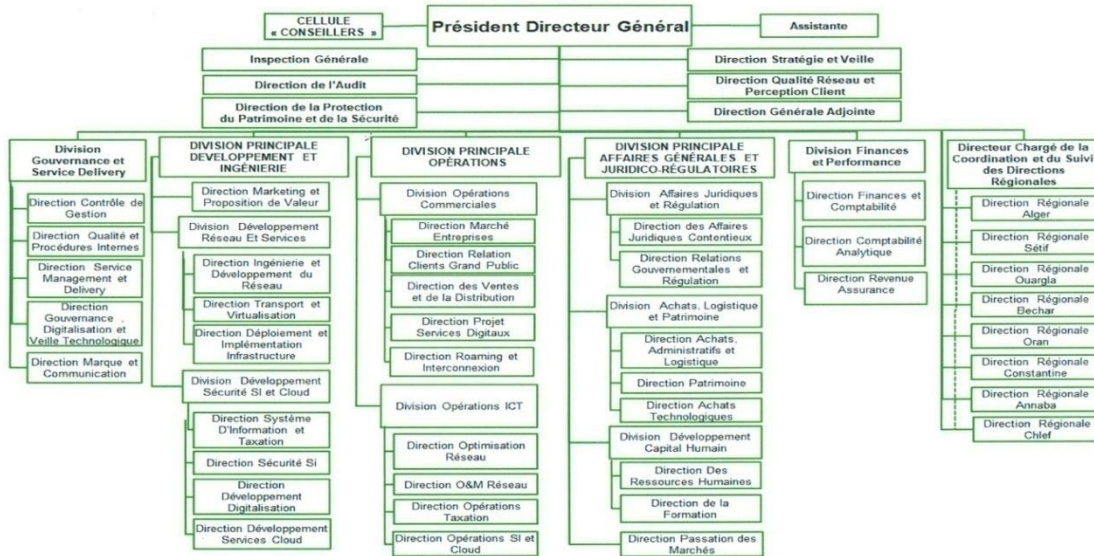 CELLULE
« CONSEILLERS »
Président Directeur Général
Assistante
Inspection Générale
Direction Stratégie et Veille
Direction de l'Audit
Direction Qualité Réseau et
Perception Client
Direction de la Protection
du Patrimoine et de la Sécurité
Direction Générale Adjointe
Division
Gouvernance et
Service Delivery
Direction Contrôle de
Gestion
Direction Qualité et
Procédures Internes
Direction Service
Management et
Delivery
Direction
Gouvernance ,
Digitalisation et
Veille Technologique
Direction Marque et
Communication
DIVISION PRINCIPALE
DEVELOPPEMENT ET
INGÉNIERIE
Direction Marketing et
Proposition de Valeur
Division Développement
Réseau Et Services
Direction Ingénierie et
Développement du
Réseau
Direction Transport et
Virtualisation
Direction Déploiement et
Implémentation
Infrastructure
Division Développement
Sécurité SI et Cloud
Direction Système
D'Information et
Taxation
Direction Sécurité Si
Direction
Développement
Digitalisation
Direction Développement
Services Cloud
DIVISION PRINCIPALE
OPÉRATIONS
Division Opérations
Commerciales
Direction Marché
Entreprises
Direction Relation
Clients Grand Public
Direction des Ventes
et de la Distribution
Direction Projet
Services Digitaux
Direction Roaming et
Interconnexion
Division Opérations ICT
Direction Optimisation
Réseau
Direction O&M Réseau
Direction Opérations
Taxation
Direction Opérations SI et
Cloud
DIVISION PRINCIPALE
AFFAIRES GÉNÉRALES ET
JURIDICO-RÉGULATOIRES
Division Affaires Juridiques
et Régulation
Direction des Affaires
Juridiques Contentieux
Direction Relations
Gouvernementales et
Régulation
Division Achats, Logistique
et Patrimoine
Direction Achats,
Administratifs et
Logistique
Direction Patrimoine
Direction Achats
Technologiques
Division Développement
Capital Humain
Direction Des
Ressources Humaines
Direction de la
Formation
Direction Passation des
Marchés
Division Finances
et Performance
Direction Finances et
Comptabilité
Direction Comptabilité
Analytique
Direction Revenue
Assurance
Directeur Chargé de la
Coordination et du Suivi
des Directions
Régionales
Direction Régionale
Alger
Direction Régionale
Sétif
Direction Régionale
Ouargla
Direction Régionale
Bechar
Direction Régionale
Oran
Direction Régionale
Constantine
Direction Régionale
Annaba
Direction Régionale
Chlef